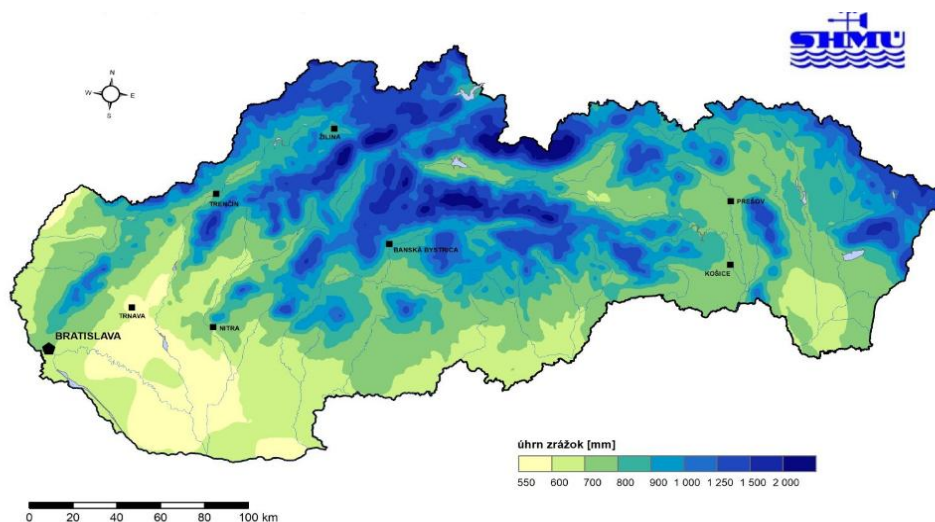 SHMÚ
N
W E
S
ŽILINA
TRENČÍN
PREŠOV
BANSKÁ BYSTRICA
KOŠICE
TRNAVA
NITRA
BRATISLAVA
úhrn zrážok [mm]
550 600 700 800 900 1 000 1 250 1 500 2 000
0 20 40 60 80 100 km